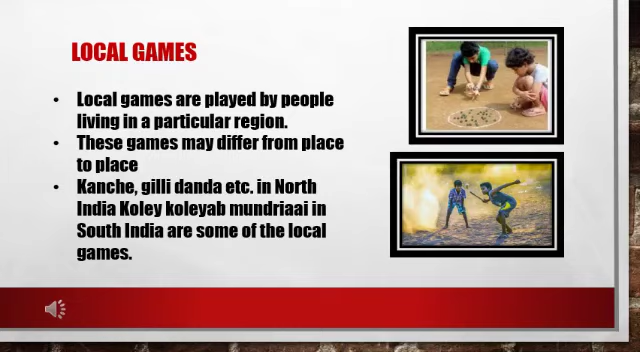 LOCAL GAMES
• Local games are played by people
living in a particular region.
• These games may differ from place
to place
• Kanche, gilli danda etc. in North
India Koley koleyab mundriaai in
South India are some of the local
games.